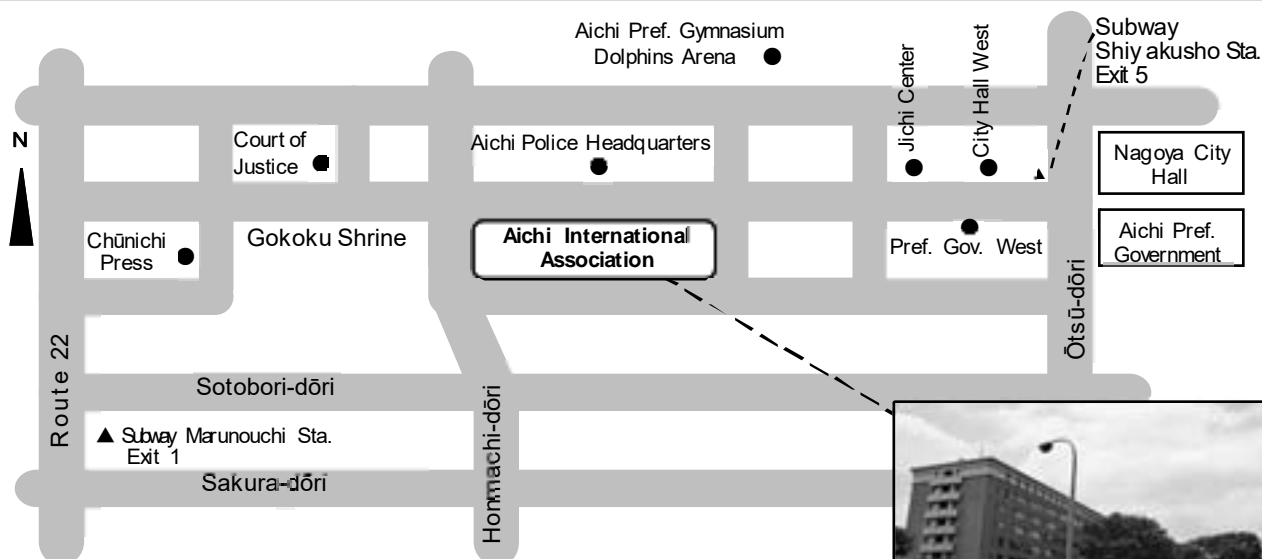 Aichi Pref. Gymnasium
Dolphins Arena
Subway
Shiyakusho Sta.
Exit 5
Jichi Center
City Hall West
N
Court of
Justice
Aichi Police Headquarters
Nagoya City
Hall
Chūnichi
Press
Gokoku Shrine
Aichi International
Association
Pref. Gov. West
Aichi Pref.
Government
Route 22
Ōtsū-dōri
Sotobori-dōri
Honmachi-dōri
Subway Marunouchi Sta.
Exit 1
Sakura-dōri